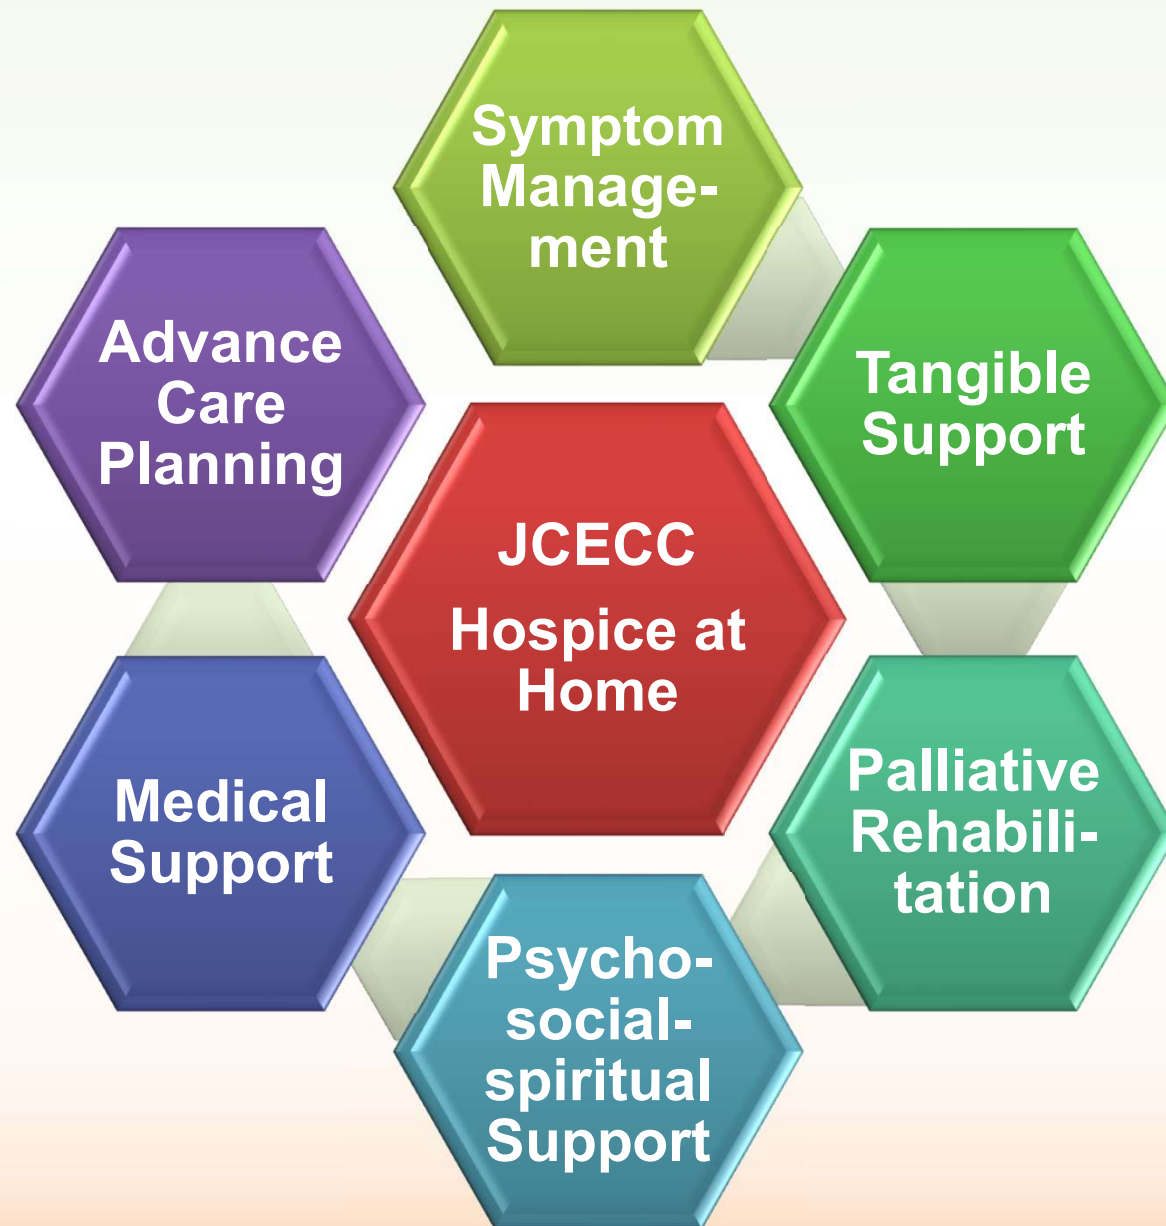 Symptom
Manage-
ment
Advance
Care
Planning
Tangible
Support
JCECC
Hospice at
Home
Medical
Support
Palliative
Rehabili-
tation
Psycho-
social-
spiritual
Support